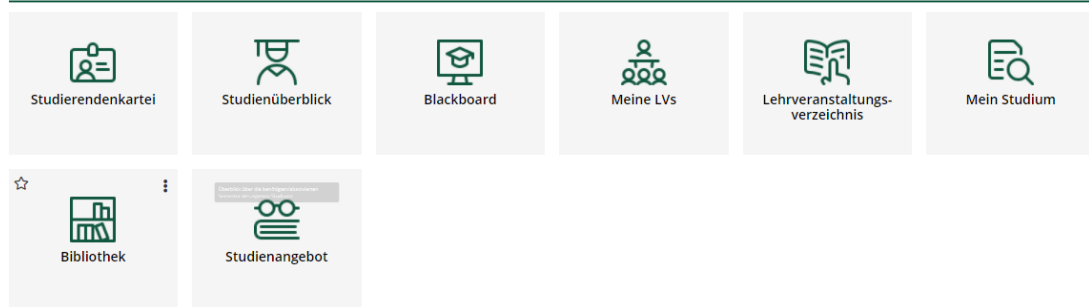 Studierendenkartei
Studienüberblick
Blackboard
Meine LVs
Lehrveranstaltungs-
verzeichnis
Mein Studium
Bibliothek
Studienangebot